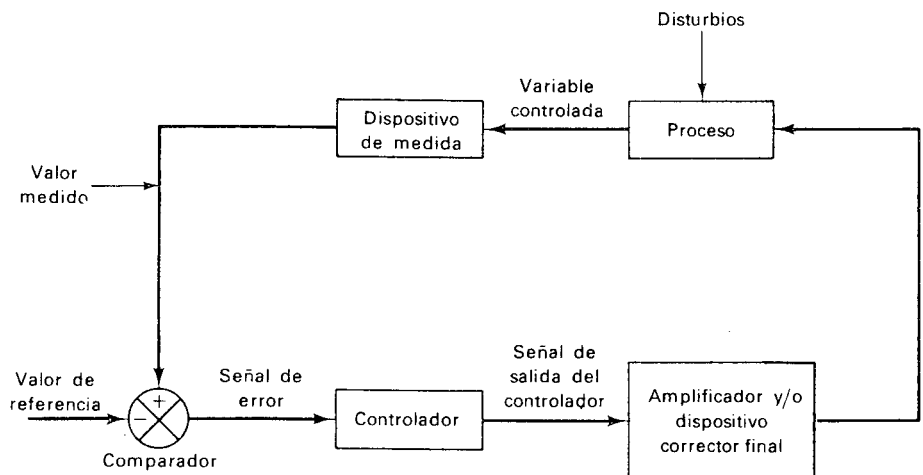 Disturbios
Variable
controlada
Dispositivo
de medida
Proceso
Valor
medido
Valor de
referencia
+
-
Comparador
Señal de
error
Controlador
Señal de
salida del
controlador
Amplificador y/o
dispositivo
corrector final